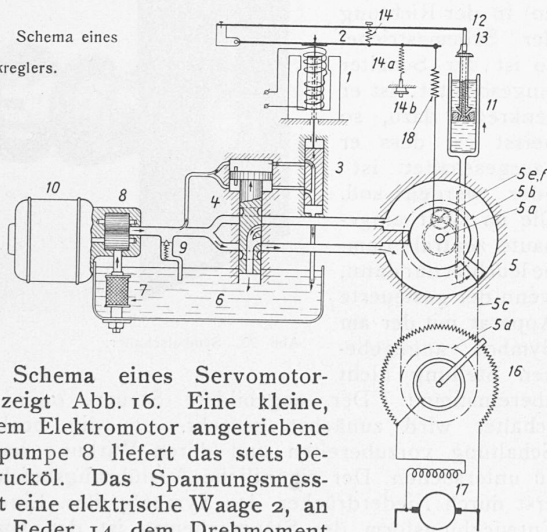 Schema eines
kreglers.
14
12
13
2
1
14a
14b
18
11
3
10
8
4
5e,f
5b
5a
9
5
7
6
5c
5d
16
17
Schema eines Servomotor-
zeigt Abb. 16. Eine kleine,
em Elektromotor angetriebene
pumpe 8 liefert das stets be-
rucköl. Das Spannungsmess-
t eine elektrische Waage 2, an
Feder 14 dem Drehmoment